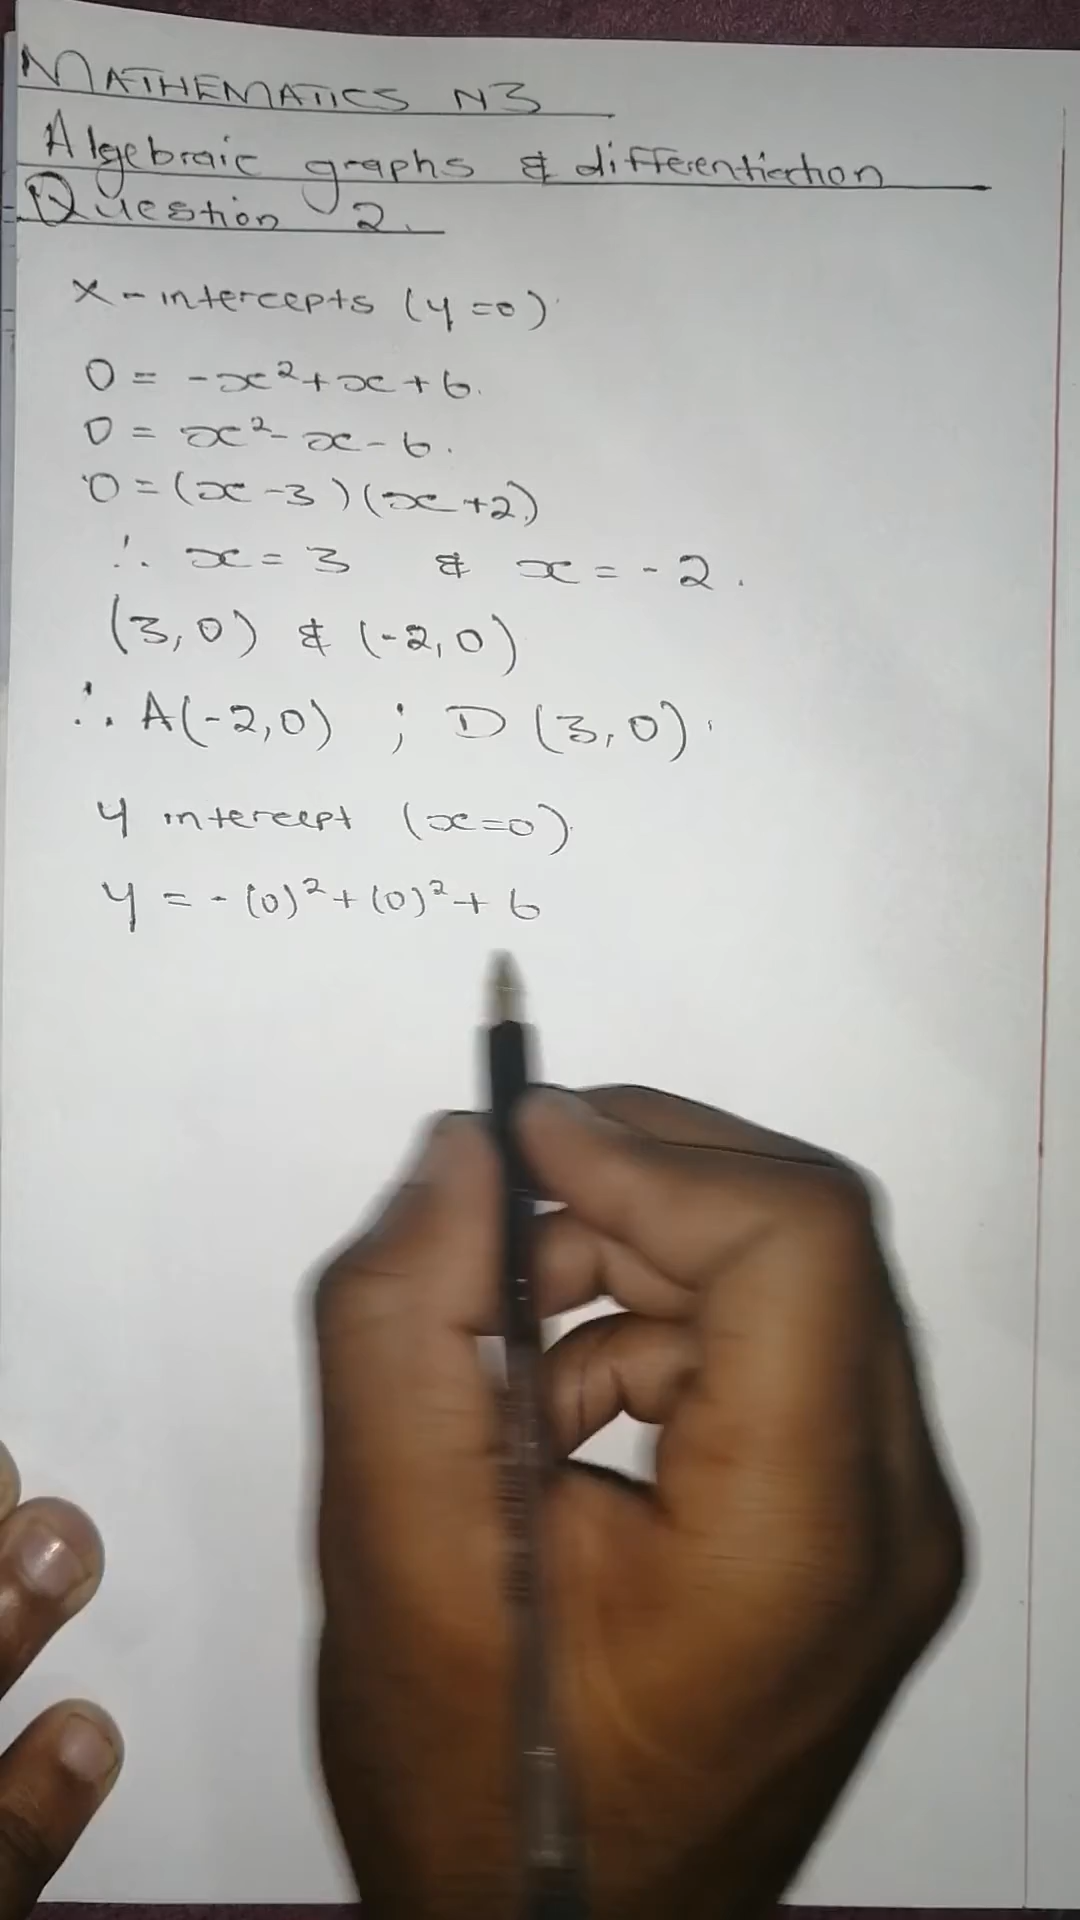 MATHEMATICS N3
Algebraic graphs & differentiation
Question 2.
x-intercepts (y=0)
0 = -x²+x+6.
0 = x²-x-6.
0=(x-3)(x+2)
∴ x=3 & x=-2.
(3,0) & (-2,0)
∴ A(-2,0) ; D(3,0).
y intercept (x=0)
y = -(0)²+(0)²+6